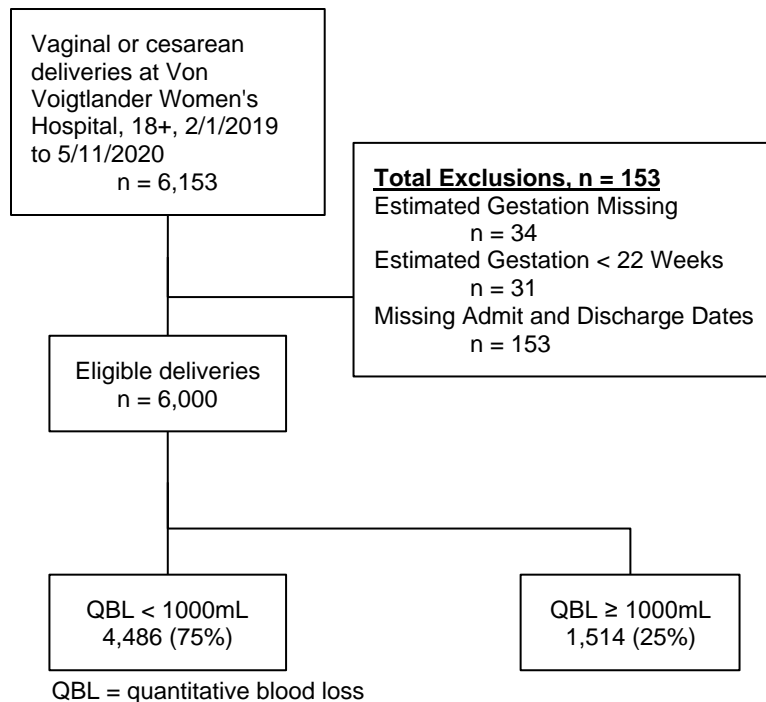 Vaginal or cesarean
deliveries at Von
Voigtlander Women's
Hospital, 18+, 2/1/2019
to 5/11/2020
n = 6,153
Total Exclusions, n = 153
Estimated Gestation Missing
n = 34
Estimated Gestation < 22 Weeks
n = 31
Missing Admit and Discharge Dates
n = 153
Eligible deliveries
n = 6,000
QBL < 1000mL
4,486 (75%)
QBL ≥ 1000mL
1,514 (25%)
QBL = quantitative blood loss